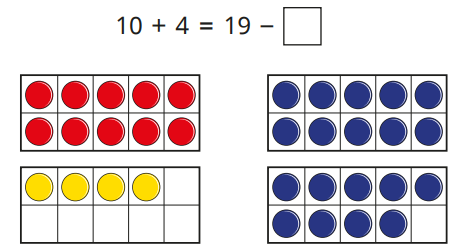 10 + 4 = 19 −